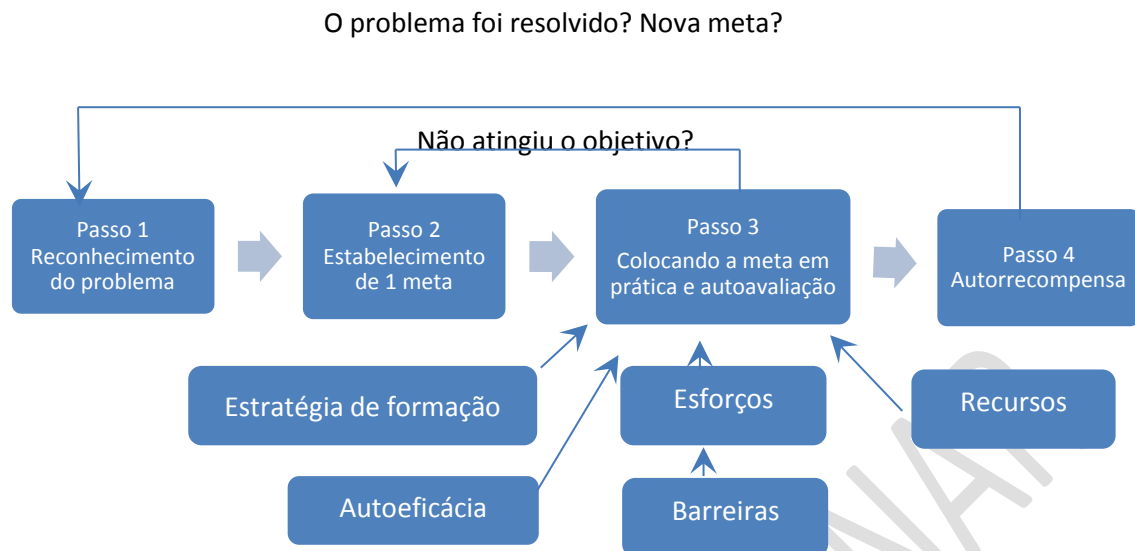 O problema foi resolvido? Nova meta?
Não atingiu o objetivo?
Passo 1
Reconhecimento
do problema
Passo 2
Estabelecimento
de 1 meta
Passo 3
Colocando a meta em
prática e autoavaliação
Passo 4
Autorrecompensa
Estratégia de formação
Esforços
Recursos
Autoeficácia
Barreiras